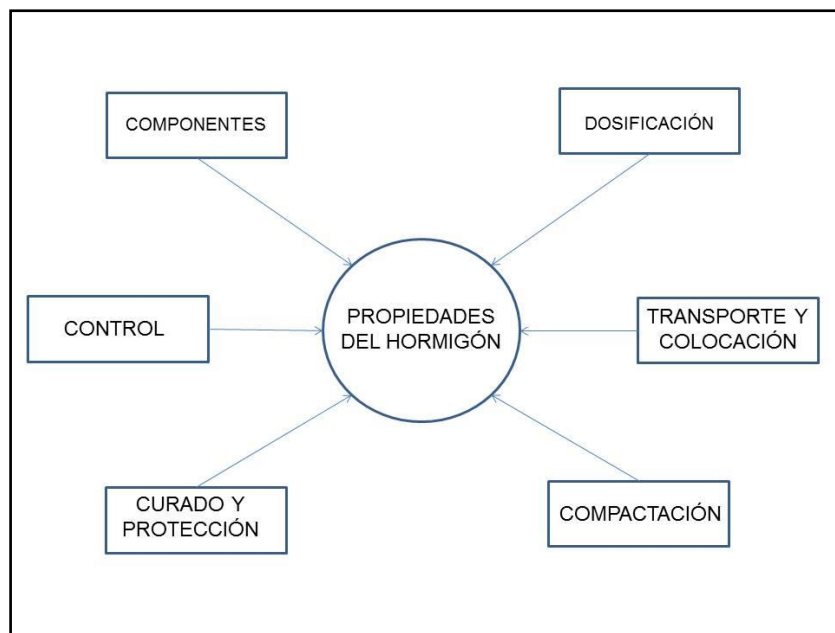 COMPONENTES
DOSIFICACIÓN
CONTROL
PROPIEDADES
DEL HORMIGÓN
TRANSPORTE Y
COLOCACIÓN
CURADO Y
PROTECCIÓN
COMPACTACIÓN